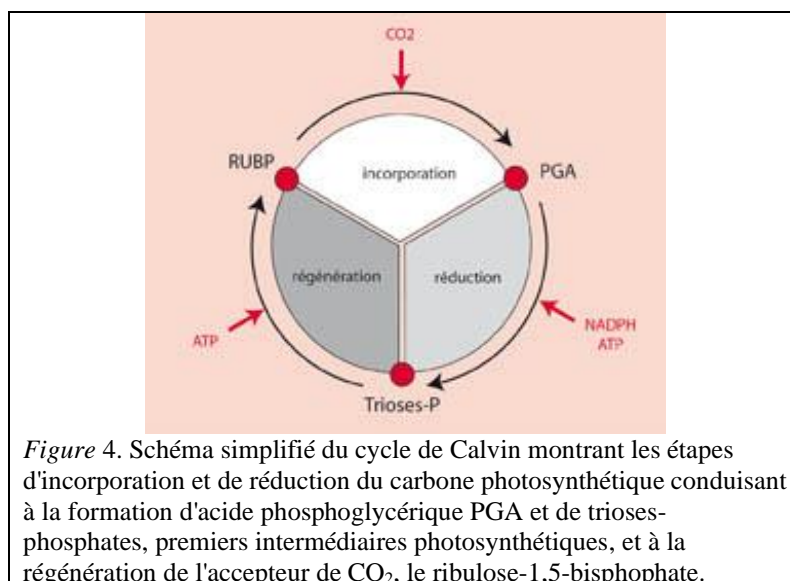 CO2
RUBP
incorporation
PGA
régénération
réduction
ATP
NADPH
ATP
Trioses-P
Figure 4. Schéma simplifié du cycle de Calvin montrant les étapes
d'incorporation et de réduction du carbone photosynthétique conduisant
à la formation d'acide phosphoglycérique PGA et de trioses-
phosphates, premiers intermédiaires photosynthétiques, et à la
régénération de l'accepteur de CO₂, le ribulose-1,5-bisphophate.